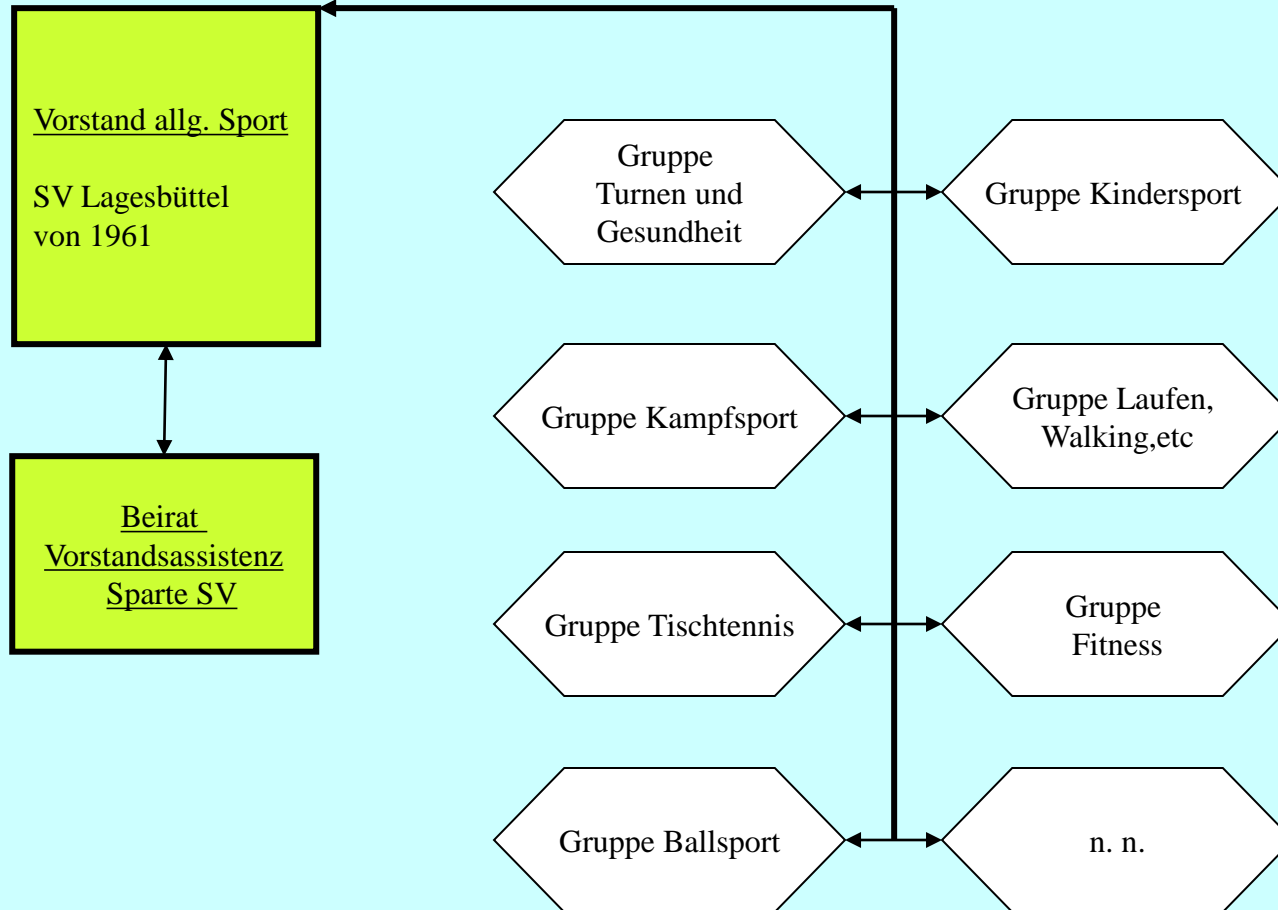 Vorstand allg. Sport
SV Lagesbüttel
von 1961
Beirat
Vorstandsassistenz
Sparte SV
Gruppe
Turnen und
Gesundheit
Gruppe Kindersport
Gruppe Kampfsport
Gruppe Laufen,
Walking,etc
Gruppe Tischtennis
Gruppe
Fitness
Gruppe Ballsport
n. n.